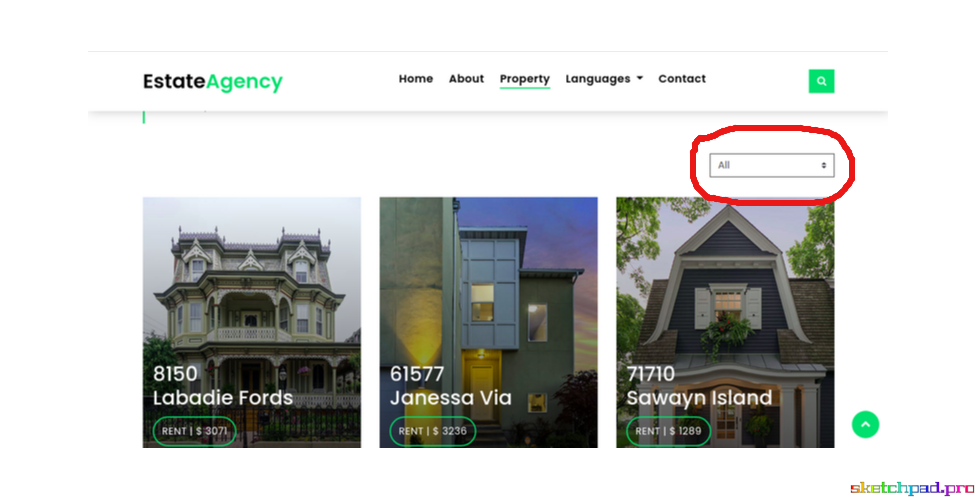 EstateAgency
Home About Property Languages Contact
All
8150
Labadie Fords
RENT | $ 3071
61577
Janessa Via
RENT | $ 3236
71710
Sawayn Island
RENT | $ 1289
sketchpad.pro